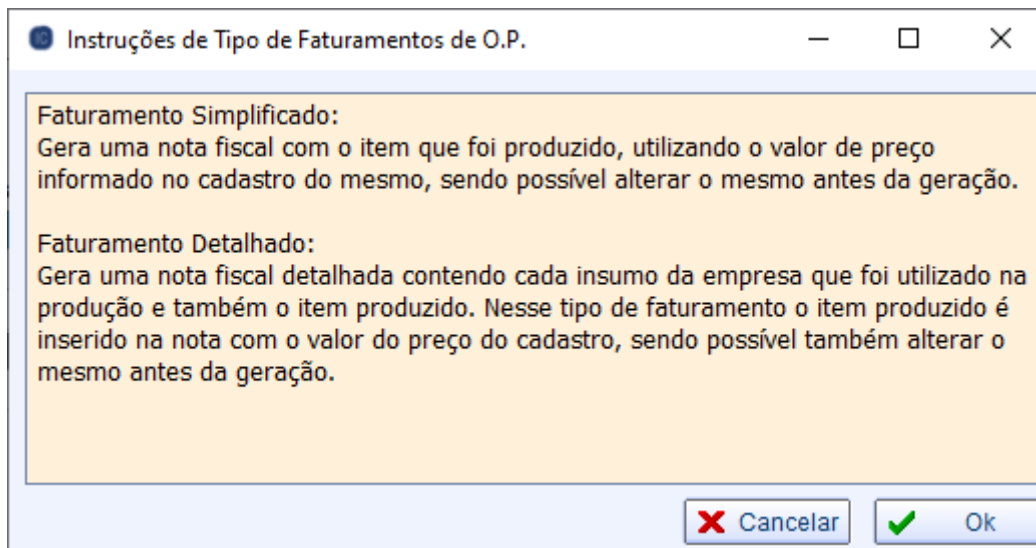 Instruções de Tipo de Faturamentos de O.P.
Faturamento Simplificado:
Gera uma nota fiscal com o item que foi produzido, utilizando o valor de preço
informado no cadastro do mesmo, sendo possível alterar o mesmo antes da geração.
Faturamento Detalhado:
Gera uma nota fiscal detalhada contendo cada insumo da empresa que foi utilizado na
produção e também o item produzido. Nesse tipo de faturamento o item produzido é
inserido na nota com o valor do preço do cadastro, sendo possível também alterar o
mesmo antes da geração.
Cancelar Ok